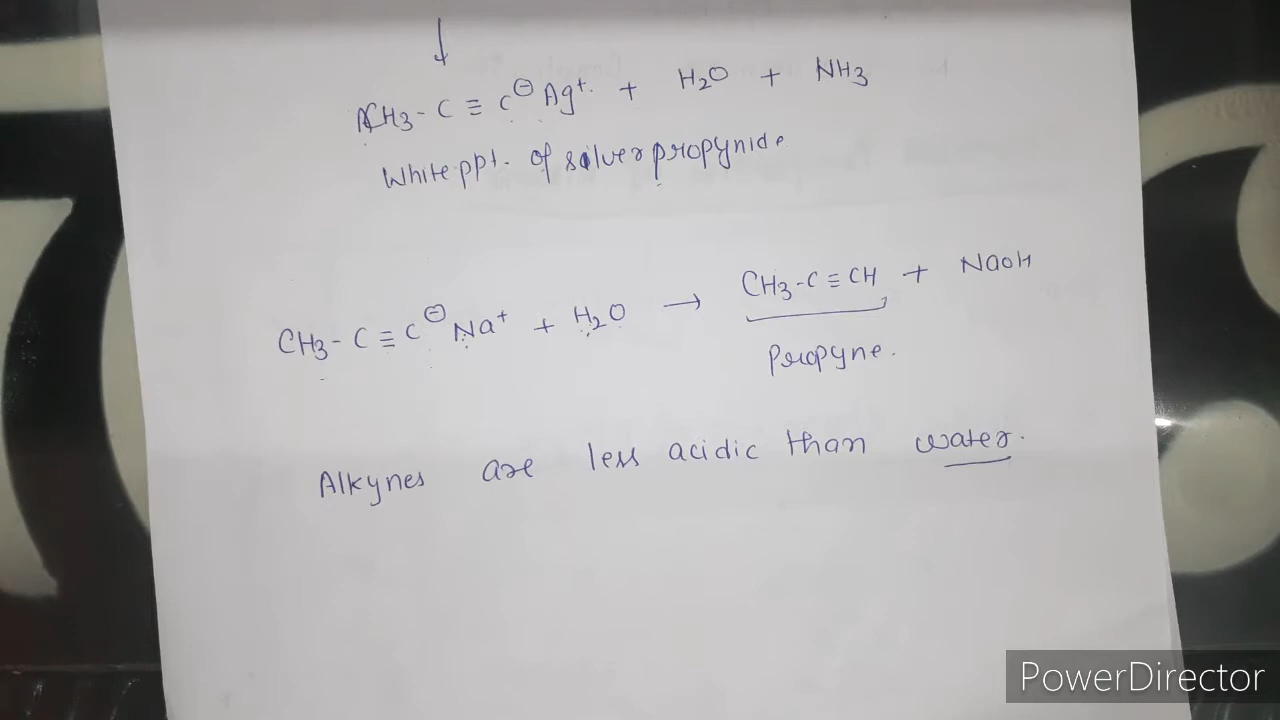 CH3 - C ≡ C⊖ Ag+ + H2O + NH3
White ppt. of silver propynide
CH3 - C ≡ C⊖ Na+ + H2O → CH3 - C ≡ CH + NaOH
Propyne.
Alkynes are less acidic than water.
PowerDirector